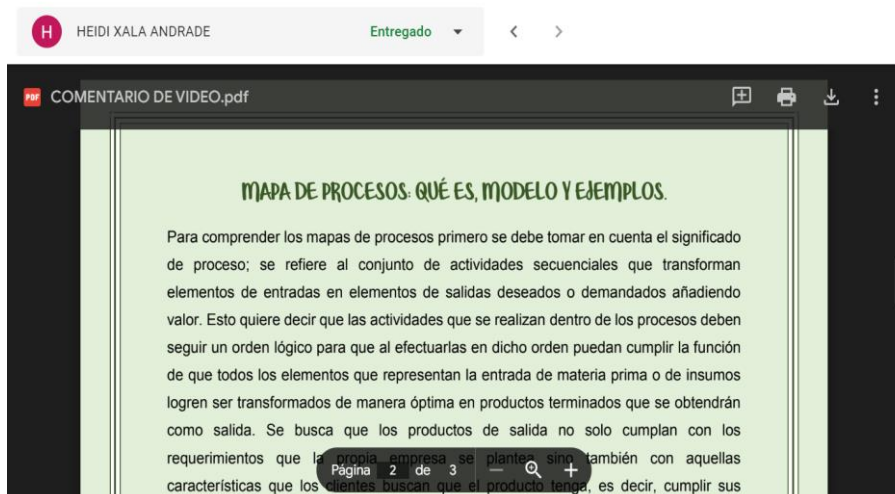 H HEIDI XALA ANDRADE Entregado
PDF COMENTARIO DE VIDEO.pdf
MAPA DE PROCESOS: QUÉ ES, MODELO Y EJEMPLOS.
Para comprender los mapas de procesos primero se debe tomar en cuenta el significado
de proceso; se refiere al conjunto de actividades secuenciales que transforman
elementos de entradas en elementos de salidas deseados o demandados añadiendo
valor. Esto quiere decir que las actividades que se realizan dentro de los procesos deben
seguir un orden lógico para que al efectuarlas en dicho orden puedan cumplir la función
de que todos los elementos que representan la entrada de materia prima o de insumos
logren ser transformados de manera óptima en productos terminados que se obtendrán
como salida. Se busca que los productos de salida no solo cumplan con los
requerimientos que la propia empresa se plantea sino también con aquellas
características que los clientes buscan que el producto tenga, es decir, cumplir sus
Página 2 de 3